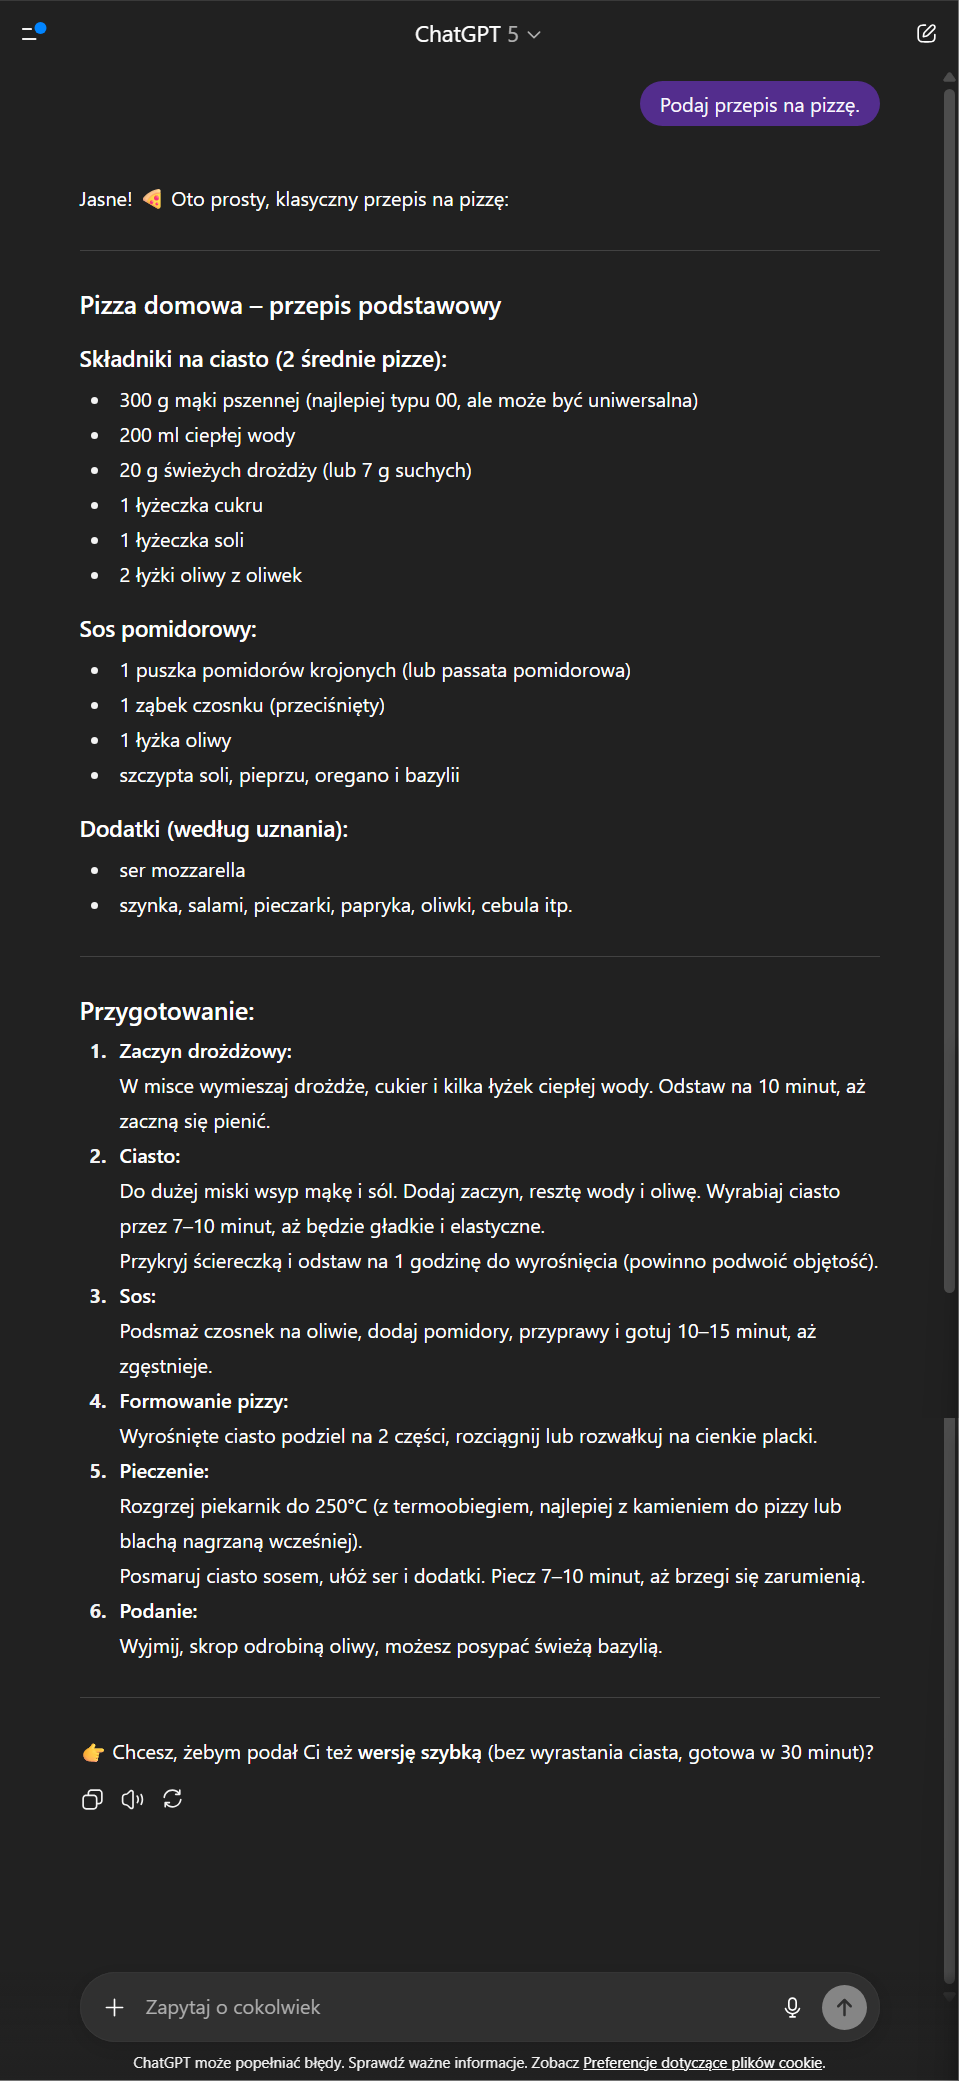 ChatGPT 5
Podaj przepis na pizzę.
Jasne! 🍕 Oto prosty, klasyczny przepis na pizzę:
Pizza domowa – przepis podstawowy
Składniki na ciasto (2 średnie pizze):
• 300 g mąki pszennej (najlepiej typu 00, ale może być uniwersalna)
• 200 ml ciepłej wody
• 20 g świeżych drożdży (lub 7 g suchych)
• 1 łyżeczka cukru
• 1 łyżeczka soli
• 2 łyżki oliwy z oliwek
Sos pomidorowy:
• 1 puszka pomidorów krojonych (lub passata pomidorowa)
• 1 ząbek czosnku (przeciśnięty)
• 1 łyżka oliwy
• szczypta soli, pieprzu, oregano i bazylii
Dodatki (według uznania):
• ser mozzarella
• szynka, salami, pieczarki, papryka, oliwki, cebula itp.
Przygotowanie:
1. Zaczyn drożdżowy:
W misce wymieszaj drożdże, cukier i kilka łyżek ciepłej wody. Odstaw na 10 minut, aż
zaczną się pienić.
2. Ciasto:
Do dużej miski wsyp mąkę i sól. Dodaj zaczyn, resztę wody i oliwę. Wyrabiaj ciasto
przez 7–10 minut, aż będzie gładkie i elastyczne.
Przykryj ściereczką i odstaw na 1 godzinę do wyrośnięcia (powinno podwoić objętość).
3. Sos:
Podsmaż czosnek na oliwie, dodaj pomidory, przyprawy i gotuj 10–15 minut, aż
zgęstnieje.
4. Formowanie pizzy:
Wyrośnięte ciasto podziel na 2 części, rozciągnij lub rozwałkuj na cienkie placki.
5. Pieczenie:
Rozgrzej piekarnik do 250°C (z termoobiegiem, najlepiej z kamieniem do pizzy lub
blachą nagrzaną wcześniej).
Posmaruj ciasto sosem, ułóż ser i dodatki. Piecz 7–10 minut, aż brzegi się zarumienią.
6. Podanie:
Wyjmij, skrop odrobiną oliwy, możesz posypać świeżą bazylią.
👉 Chcesz, żebym podał Ci też wersję szybką (bez wyrastania ciasta, gotowa w 30 minut)?
Zapytaj o cokolwiek
ChatGPT może popełniać błędy. Sprawdź ważne informacje. Zobacz Preferencje dotyczące plików cookie.